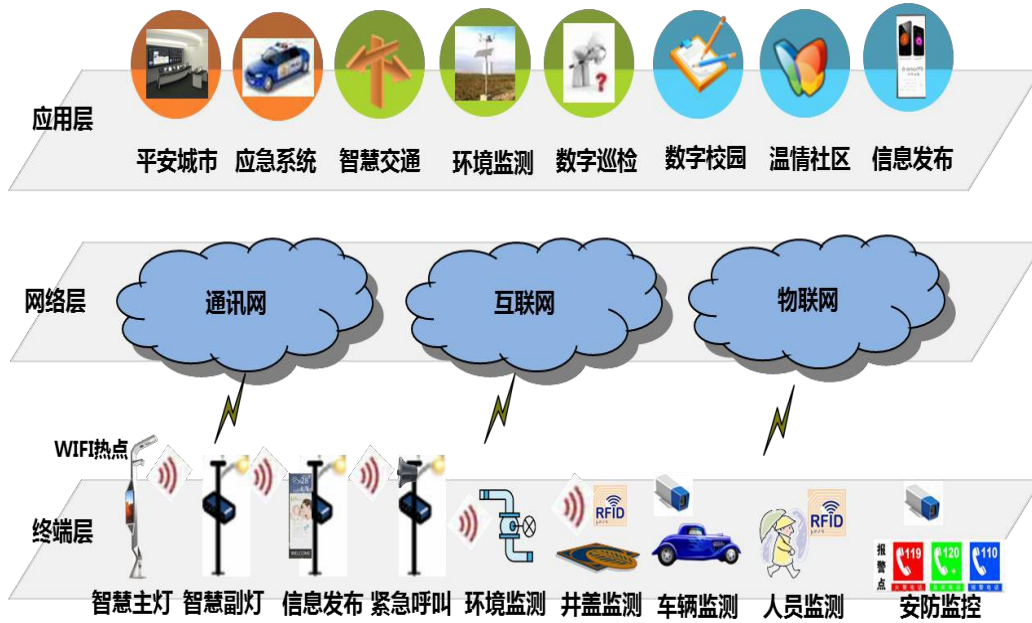 应用层
平安城市
应急系统
智慧交通
环境监测
数字巡检
数字校园
温情社区
信息发布
网络层
通讯网
互联网
物联网
WIFI热点
终端层
28°
WELCOME
RFID
RFID
报警点
119
120
110
智慧主灯
智慧副灯
信息发布
紧急呼叫
环境监测
井盖监测
车辆监测
人员监测
安防监控